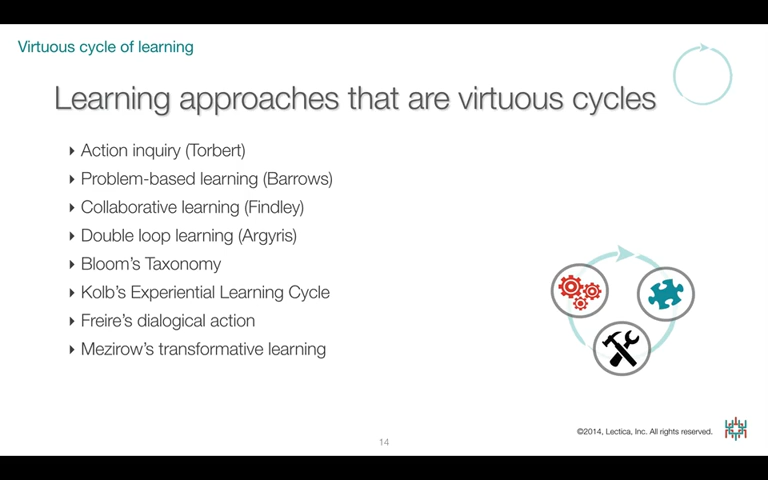 Virtuous cycle of learning
Learning approaches that are virtuous cycles
Action inquiry (Torbert)
Problem-based learning (Barrows)
Collaborative learning (Findley)
Double loop learning (Argyris)
Bloom's Taxonomy
Kolb's Experiential Learning Cycle
Freire's dialogical action
Mezirow's transformative learning
©2014, Lectica, Inc. All rights reserved.
14